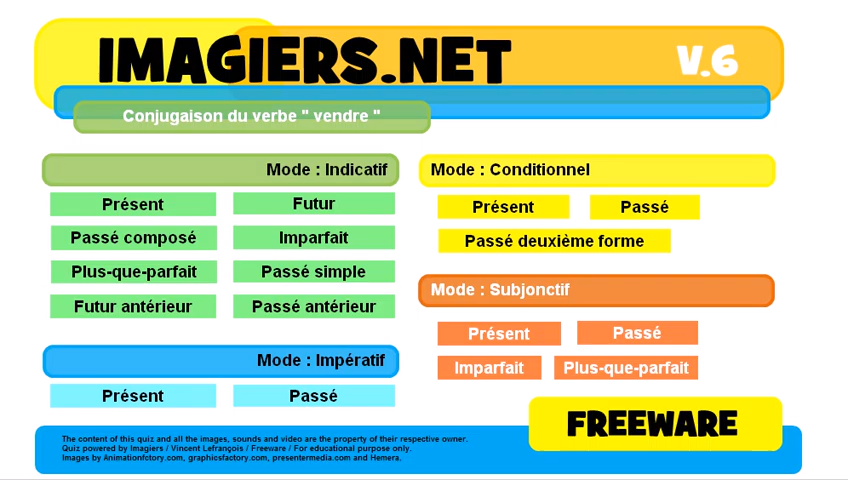 IMAGIERS.NET
V.6
Conjugaison du verbe " vendre "
Mode : Indicatif
Présent
Futur
Passé composé
Imparfait
Plus-que-parfait
Passé simple
Futur antérieur
Passé antérieur
Mode : Impératif
Présent
Passé
Mode : Conditionnel
Présent
Passé
Passé deuxième forme
Mode : Subjonctif
Présent
Passé
Imparfait
Plus-que-parfait
FREEWARE
The content of this quiz and all the images, sounds and video are the property of their respective owner.
Quiz powered by Imagiers / Vincent Lefrançois / Freeware / For educational purpose only.
Images by Animationfctory.com, graphicsfactory.com, presentermedia.com and Hemera.